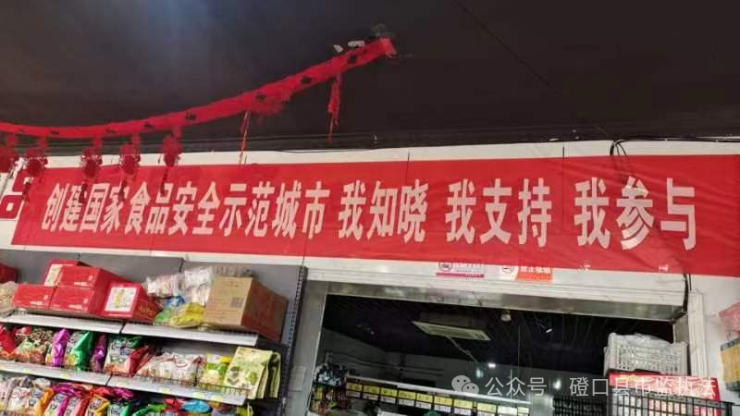 创建国家食品安全示范城市 我知晓 我支持 我参与
公众号 · 磴口县市监执法